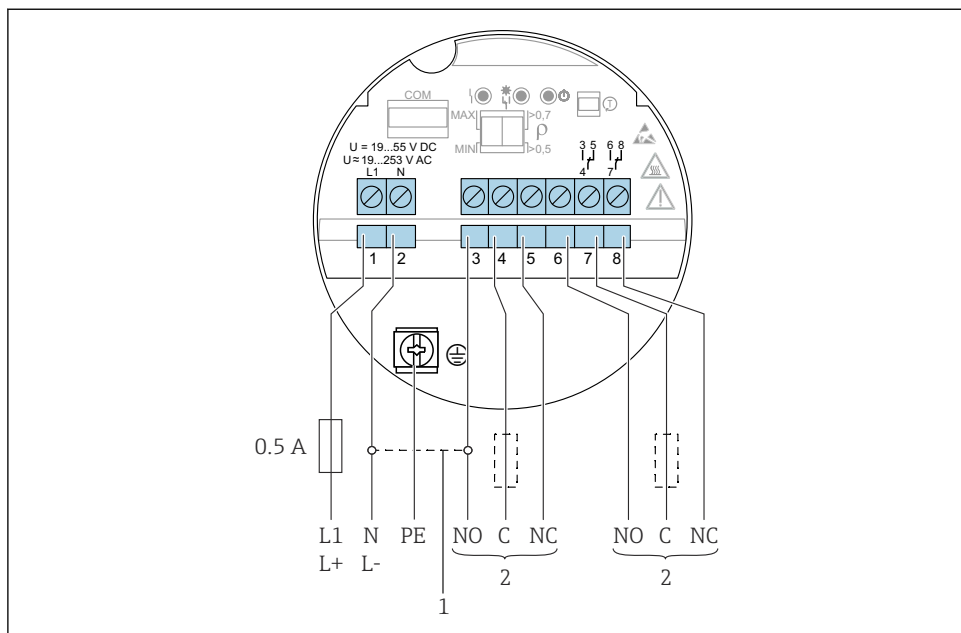 COM
MAX
>0,7
ρ
MIN
>0,5
U = 19...55 V DC
U ≈ 19...253 V AC
L1 N
3 5
4
6 8
7
T
1 2 3 4 5 6 7 8
0.5 A
L1 N PE NO C NC NO C NC
L+ L-
2 2
1